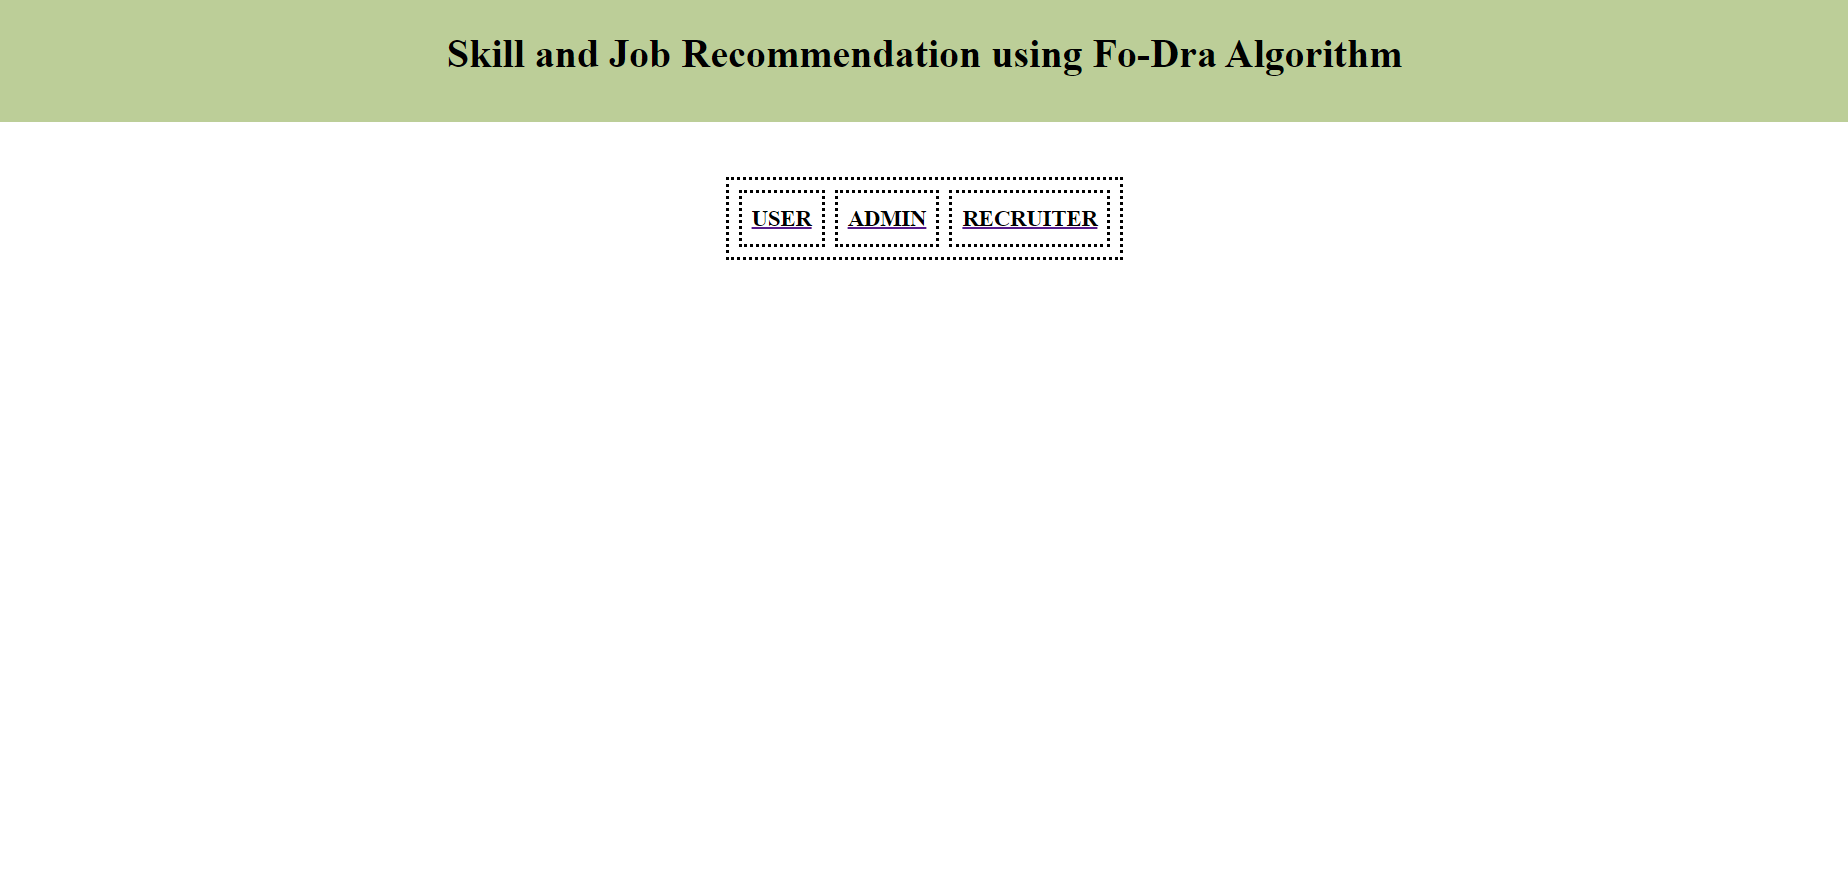 Skill and Job Recommendation using Fo-Dra Algorithm
USER ADMIN RECRUITER